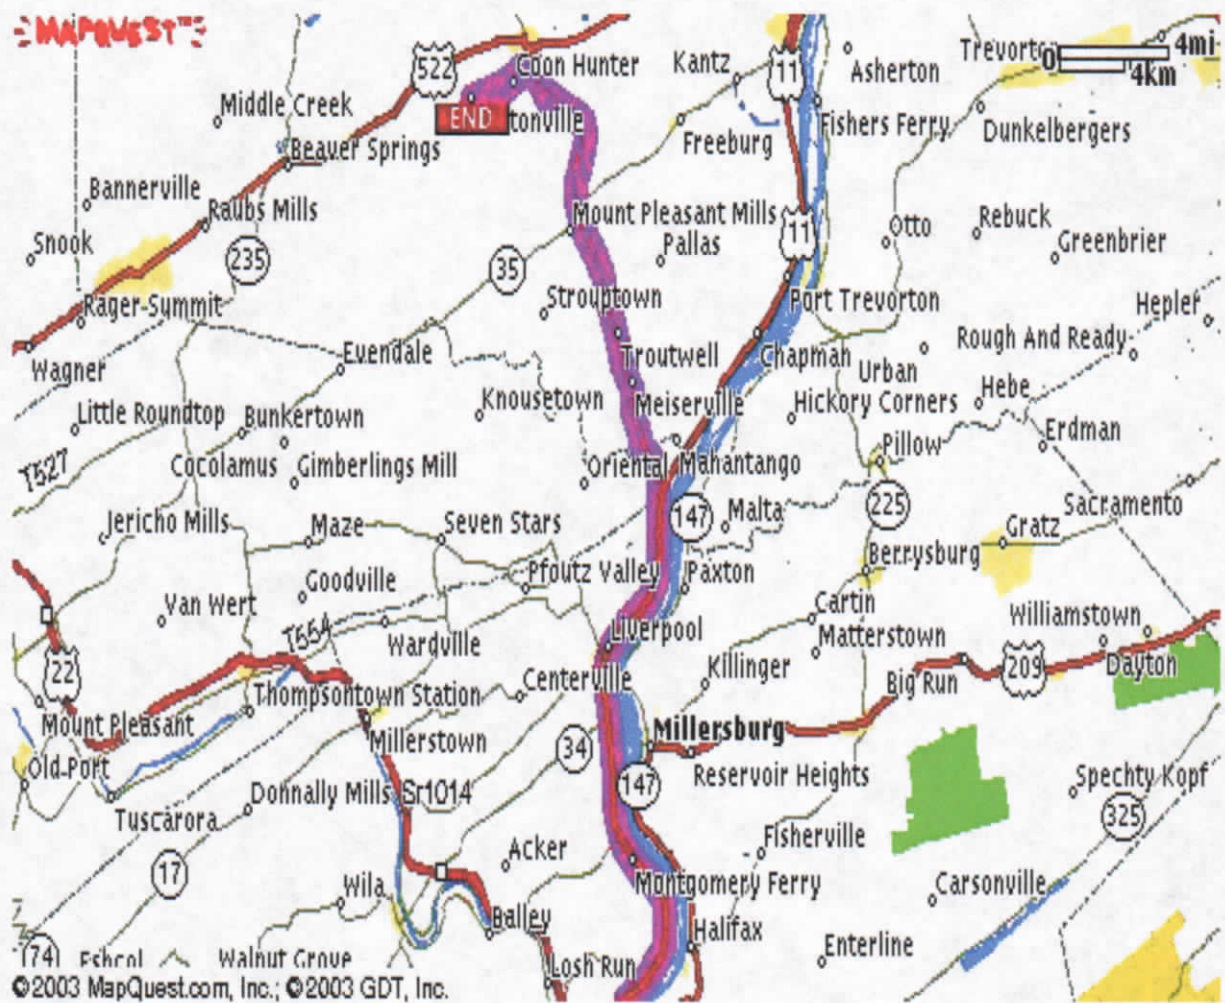 MAPQUEST
0 4mi
4km
522
Coon Hunter
Kantz
11
Asherton
END
tonville
Middle Creek
Freeburg
Fishers Ferry
Dunkelbergers
Beaver Springs
Bannerville
Raubs Mills
Mount Pleasant Mills
Pallas
11
Otto
Rebuck
Greenbrier
Snook
235
35
Rager-Summit
Strouptown
Port Trevorton
Hepler
Wagner
Evendale
Troutwell
Chapman
Rough And Ready
Urban
Little Roundtop
Bunkertown
Knousetown
Meiserville
Hickory Corners
Hebe
Erdman
T527
Cocolamus
Gimberlings Mill
Oriental
Mahantango
Pillow
Jericho Mills
Maze
Seven Stars
147
Malta
225
Sacramento
Gratz
Goodville
Pfoutz Valley
Paxton
Berrysburg
Van Wert
T554
Wardville
Liverpool
Cartin
Matterstown
Williamstown
22
Thompsontown Station
Centerville
Killinger
Big Run
209
Dayton
Mount Pleasant
Millerstown
34
Millersburg
Old Port
147
Reservoir Heights
Spechty Kopf
Tuscarora
Donnally Mills
Sr1014
325
17
Acker
Fisherville
Wila
Montgomery Ferry
Carsonville
Bailey
Halifax
Enterline
74
Eshcol
Walnut Grove
Losh Run
©2003 MapQuest.com, Inc.; ©2003 GDT, Inc.